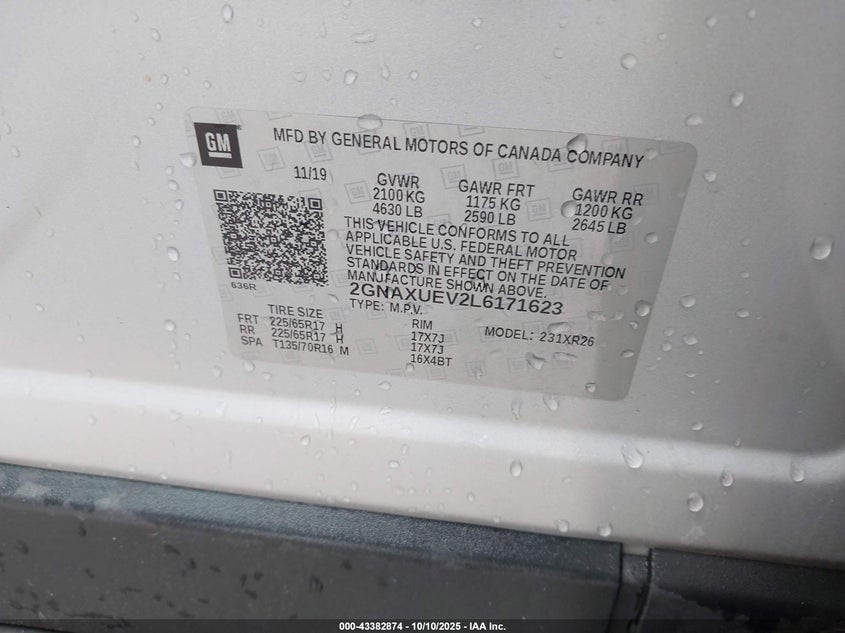 GM
MFD BY GENERAL MOTORS OF CANADA COMPANY
11/19
GVWR GAWR FRT GAWR RR
2100 KG 1175 KG 1200 KG
4630 LB 2590 LB 2645 LB
THIS VEHICLE CONFORMS TO ALL
APPLICABLE U.S. FEDERAL MOTOR
VEHICLE SAFETY AND THEFT PREVENTION
STANDARDS IN EFFECT ON THE DATE OF
MANUFACTURE SHOWN ABOVE.
636R
2GNAXUEV2L6171623
TYPE: M.P.V. MODEL: 231XR26
TIRE SIZE RIM
FRT 225/65R17 H 17X7J
RR 225/65R17 H 17X7J
SPA T135/70R16 M 16X4BT
000-43382874 - 10/10/2025 - IAA Inc.